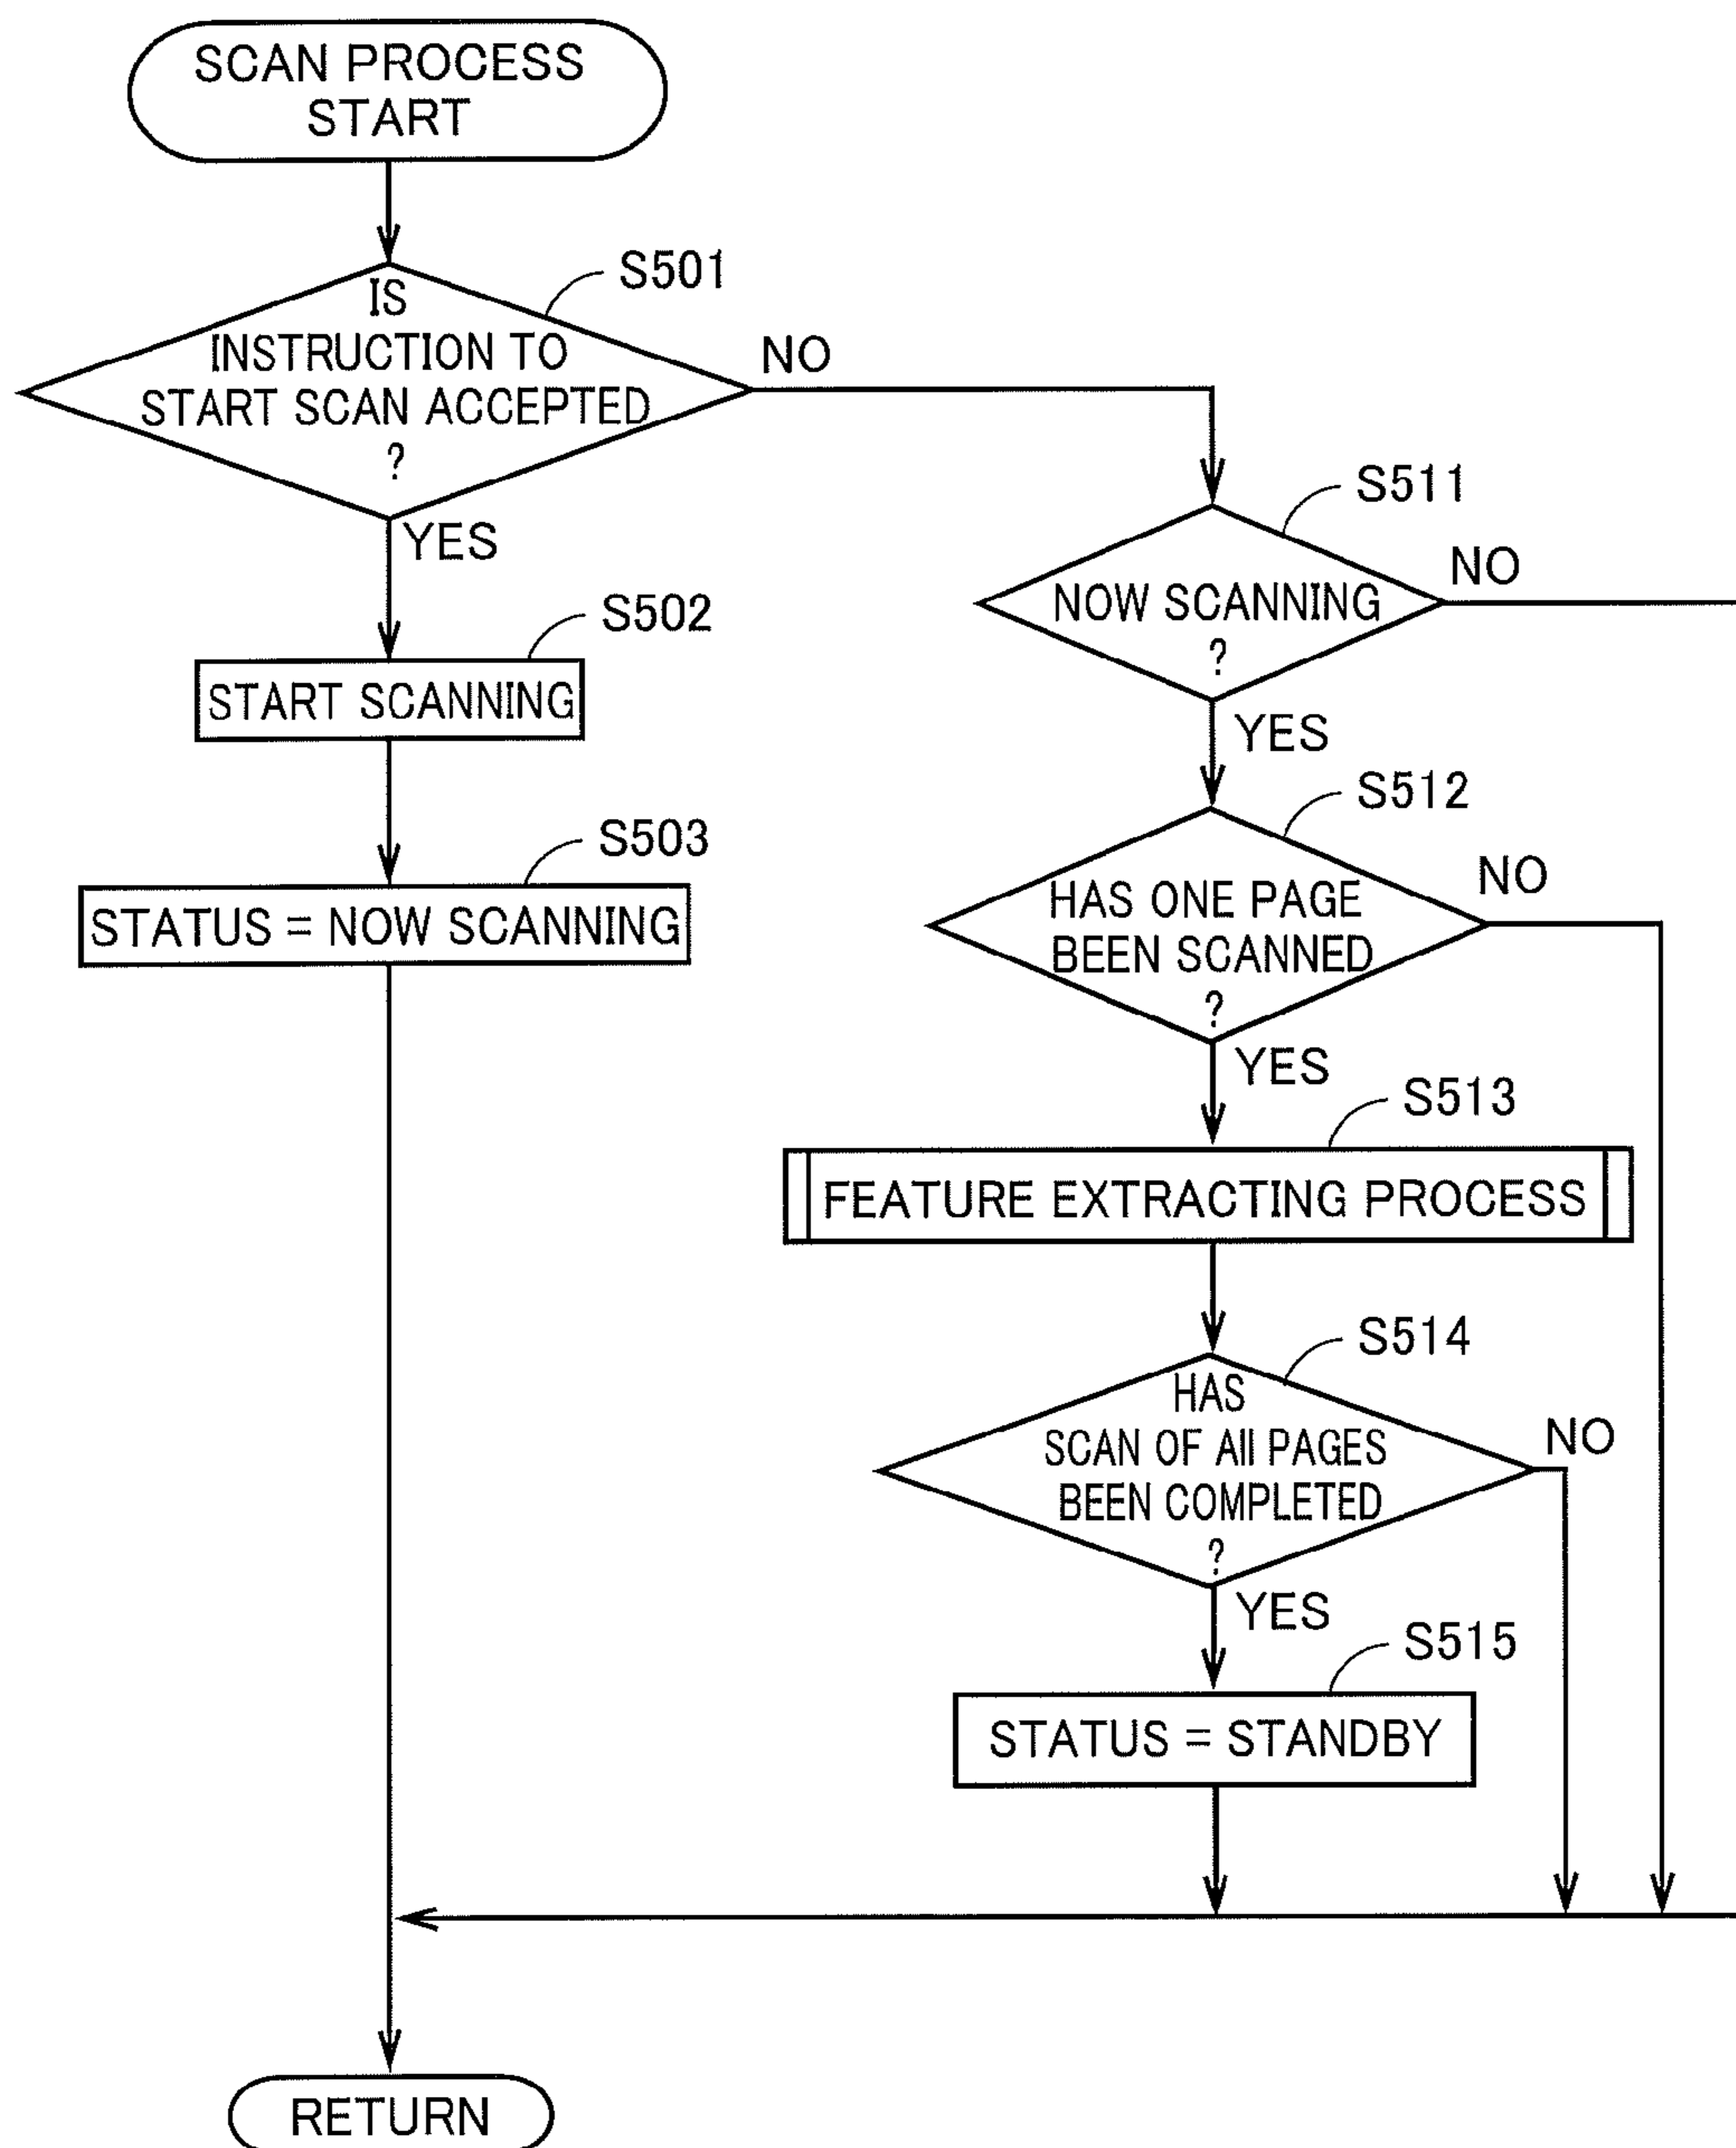 SCAN PROCESS
START
S501
IS
INSTRUCTION TO
START SCAN ACCEPTED
?
NO
YES
S502
START SCANNING
S503
STATUS = NOW SCANNING
S511
NOW SCANNING
?
NO
YES
S512
HAS ONE PAGE
BEEN SCANNED
?
NO
YES
S513
FEATURE EXTRACTING PROCESS
S514
HAS
SCAN OF All PAGES
BEEN COMPLETED
?
NO
YES
S515
STATUS = STANDBY
RETURN